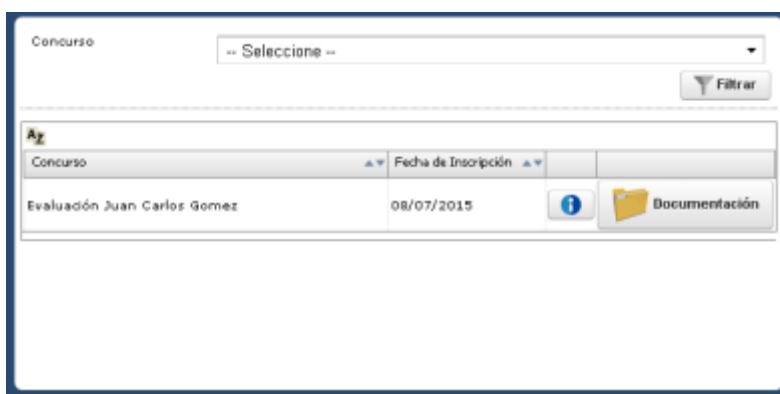 Concurso
-- Seleccione --
Filtrar
AZ
Concurso Fecha de Inscripción
Evaluación Juan Carlos Gomez 08/07/2015 Documentación